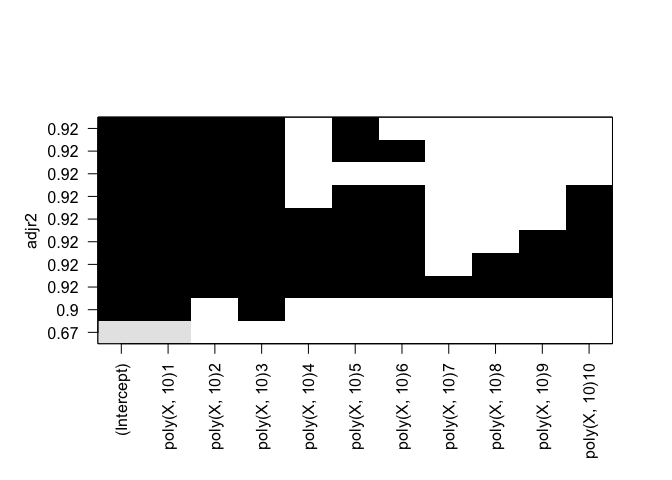 adjr2
0.92
0.92
0.92
0.92
0.92
0.92
0.92
0.92
0.9
0.67
(Intercept)
poly(X, 10)1
poly(X, 10)2
poly(X, 10)3
poly(X, 10)4
poly(X, 10)5
poly(X, 10)6
poly(X, 10)7
poly(X, 10)8
poly(X, 10)9
poly(X, 10)10